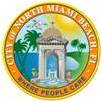 CITY OF NORTH MIAMI BEACH, FL
WHERE PEOPLE CARE